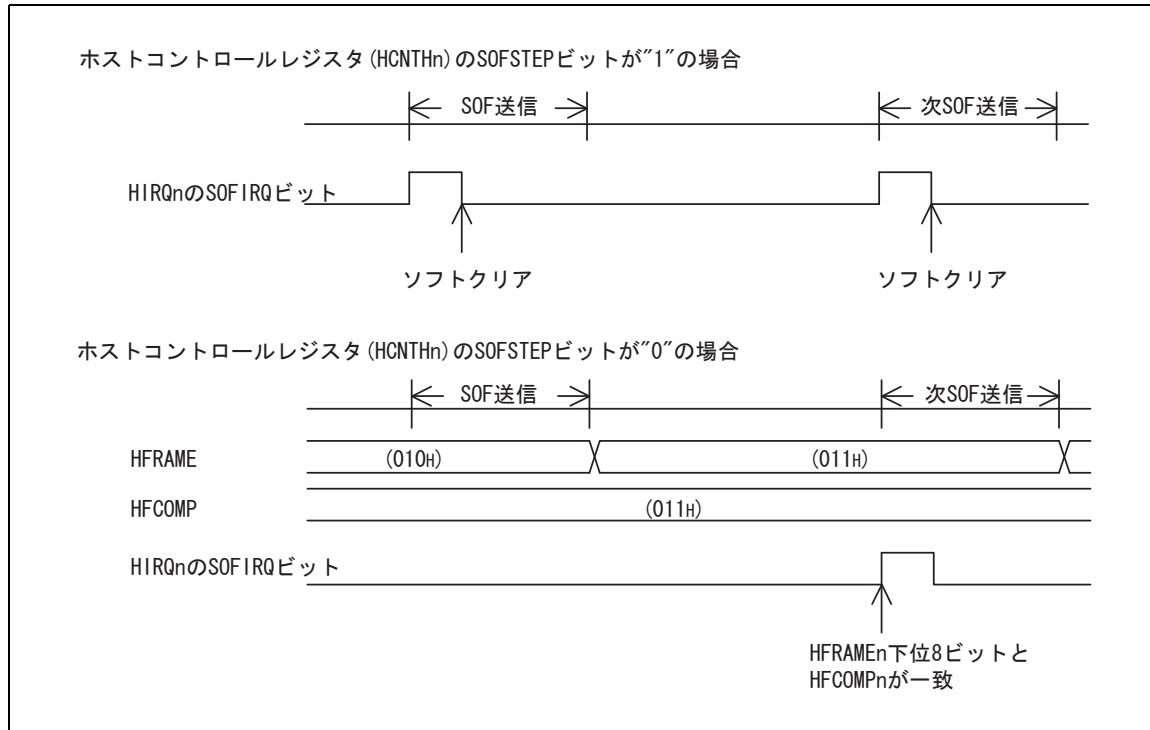 ホストコントロールレジスタ(HCNTHn)のSOFSTEPビットが"1"の場合
SOF送信
次SOF送信
HIRQnのSOFIRQビット
ソフトクリア
ソフトクリア
ホストコントロールレジスタ(HCNTHn)のSOFSTEPビットが"0"の場合
SOF送信
次SOF送信
HFRAME
(010H)
(011H)
HFCOMP
(011H)
HIRQnのSOFIRQビット
HFRAMEn下位8ビットと
HFCOMPnが一致